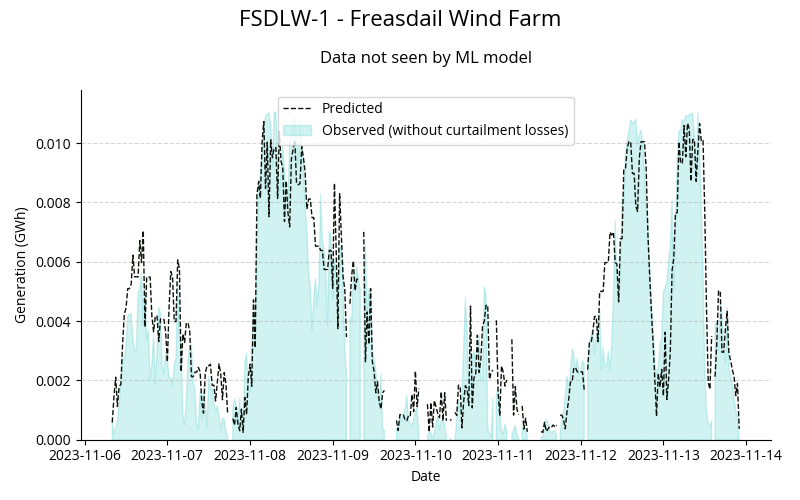 FSDLW-1 - Freasdail Wind Farm
Data not seen by ML model
Predicted
Observed (without curtailment losses)
Generation (GWh)
0.010
0.008
0.006
0.004
0.002
0.000
2023-11-06 2023-11-07 2023-11-08 2023-11-09 2023-11-10 2023-11-11 2023-11-12 2023-11-13 2023-11-14
Date